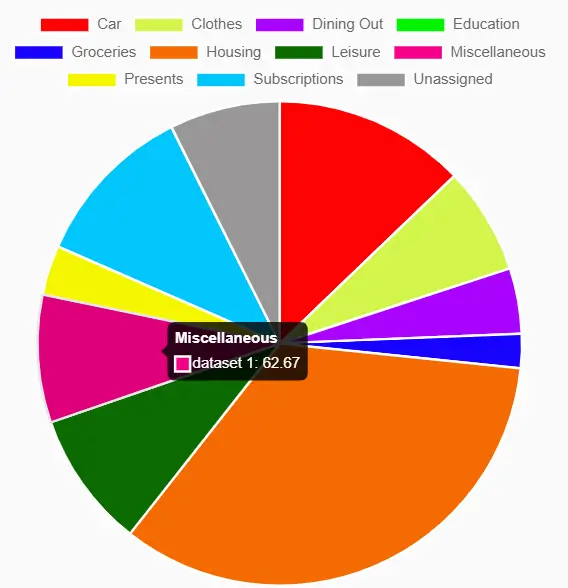 Car Clothes Dining Out Education
Groceries Housing Leisure Miscellaneous
Presents Subscriptions Unassigned
Miscellaneous
dataset 1: 62.67